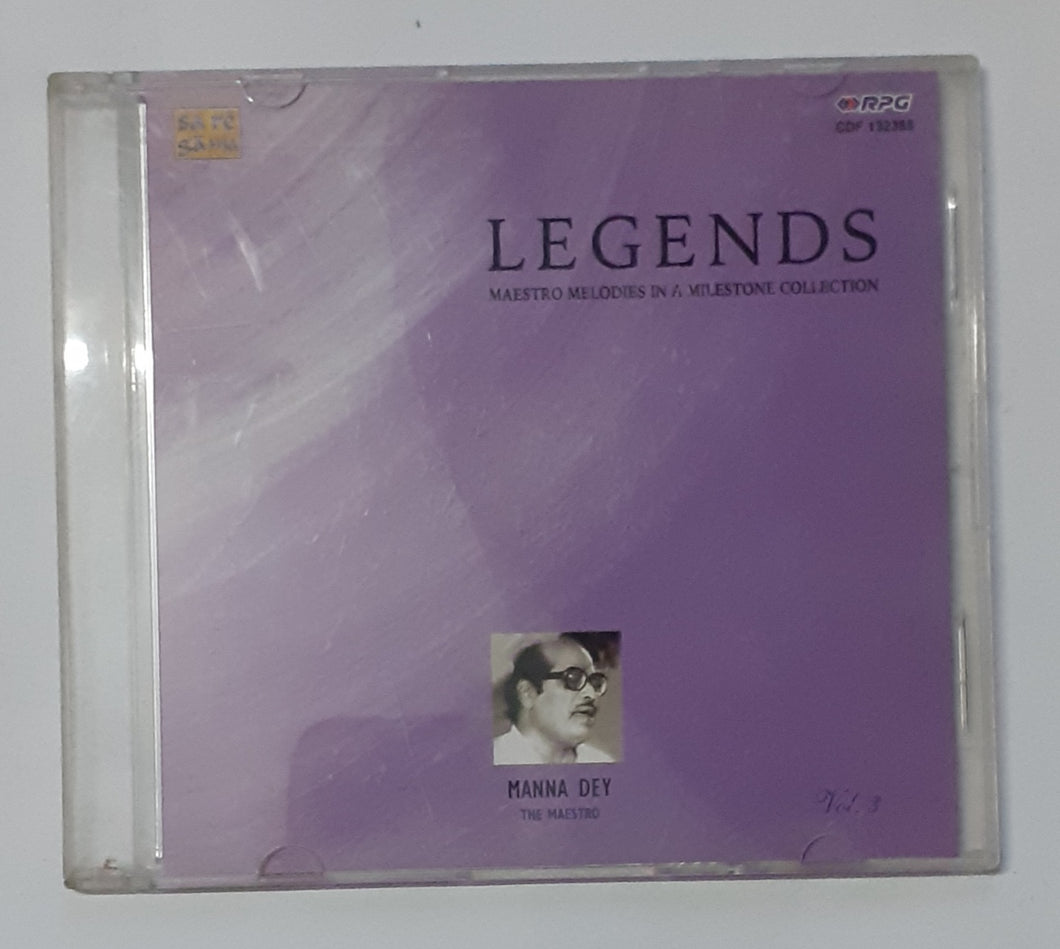 sa re
ga ma
RPG
LEGENDS
MAESTRO MELODIES IN A MILESTONE COLLECTION
MANNA DEY
THE MAESTRO
Vol. 3